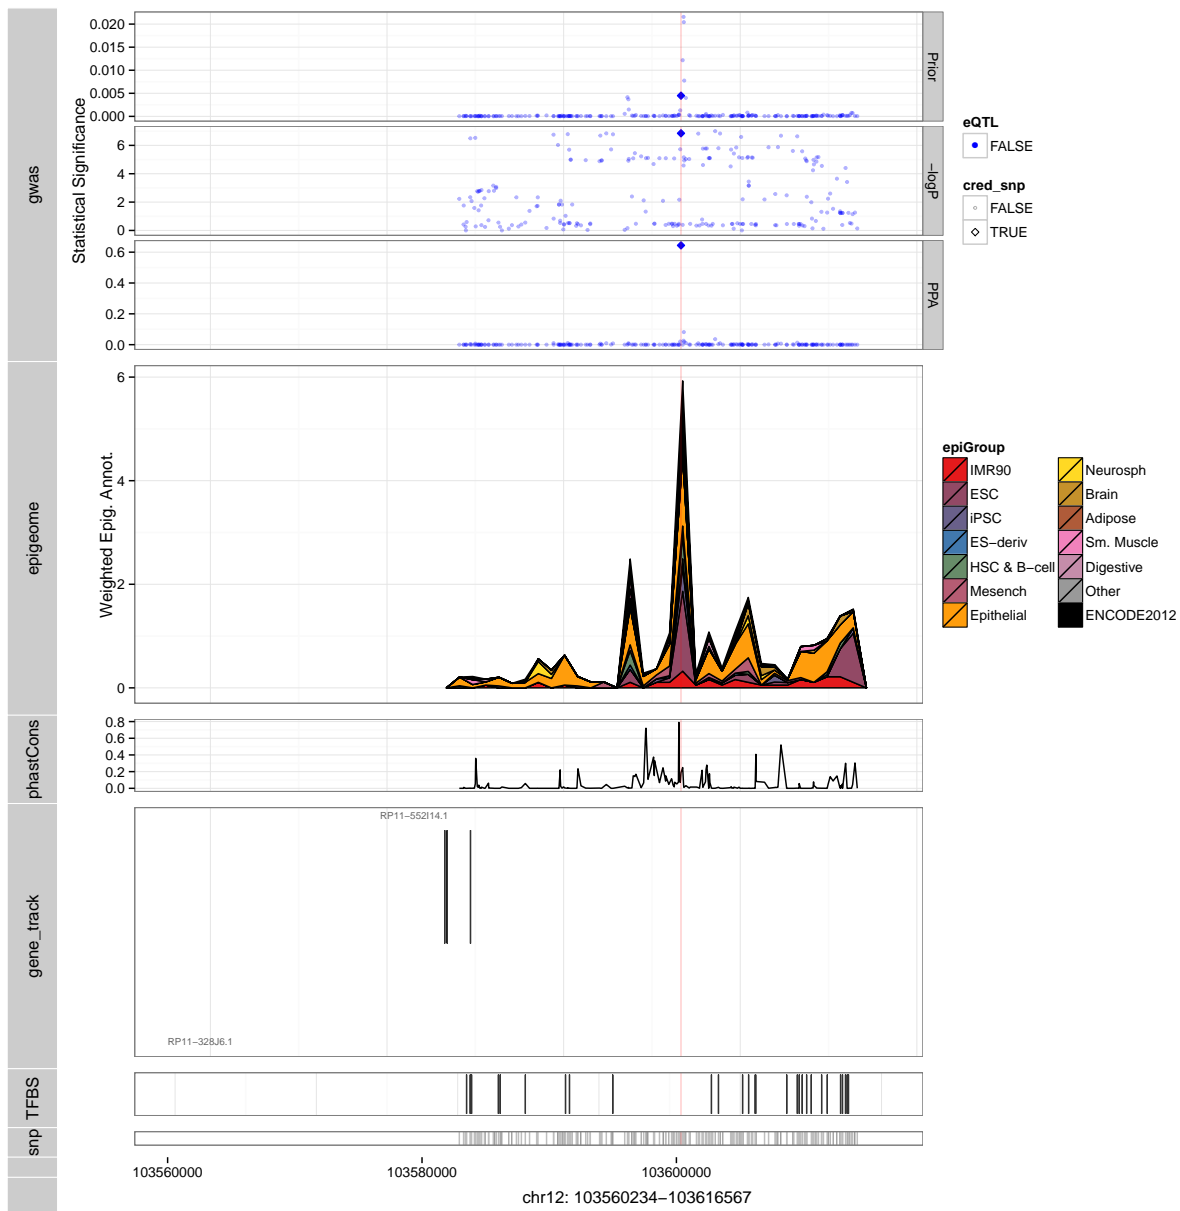 gwas
Statistical Significance
0.020
0.015
0.010
0.005
0.000
Prior
6
4
2
0
−logP
0.6
0.4
0.2
0.0
PPA
eQTL
FALSE
cred_snp
FALSE
TRUE
epigeome
Weighted Epig. Annot.
6
4
2
0
epiGroup
IMR90
ESC
iPSC
ES−deriv
HSC & B−cell
Mesench
Epithelial
Neurosph
Brain
Adipose
Sm. Muscle
Digestive
Other
ENCODE2012
phastCons
0.8
0.6
0.4
0.2
0.0
gene_track
RP11−552I14.1
RP11−328J6.1
TFBS
snp
103560000
103580000
103600000
chr12: 103560234−103616567